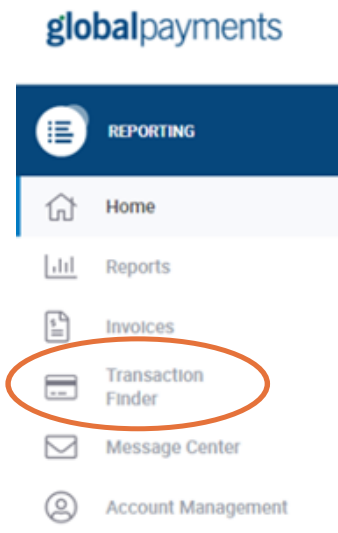 globalpayments
REPORTING
Home
Reports
Invoices
Transaction
Finder
Message Center
Account Management